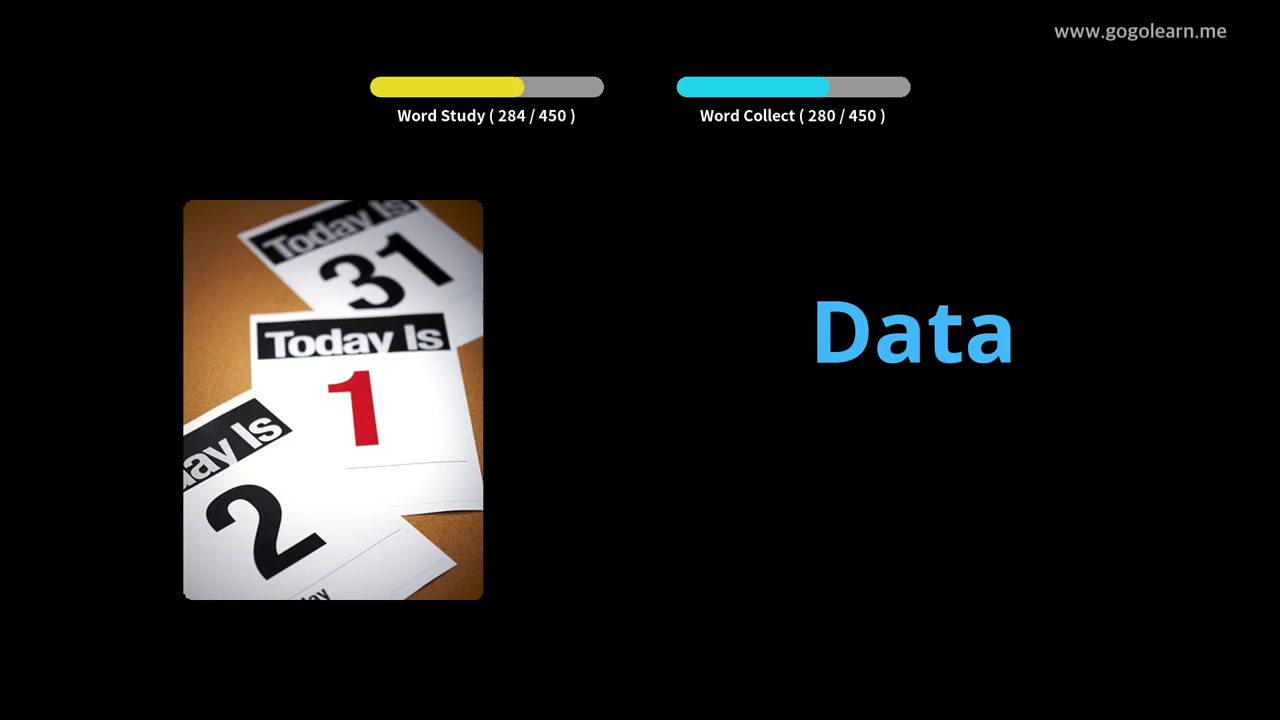 www.gogolearn.me
Word Study ( 284 / 450 )
Word Collect ( 280 / 450 )
Today Is
31
Today Is
1
ay Is
2
Data